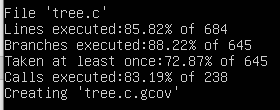 File 'tree.c'
Lines executed:85.82% of 684
Branches executed:88.22% of 645
Taken at least once:72.87% of 645
Calls executed:83.19% of 238
Creating 'tree.c.gcov'